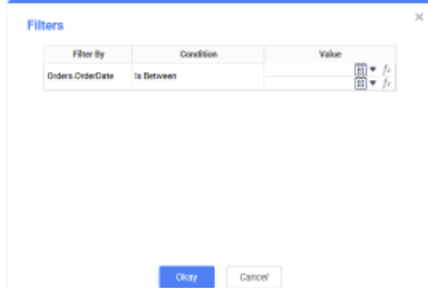 Filters
Filter By Condition Value
Orders.OrderDate Is Between
fx
fx
Okay Cancel